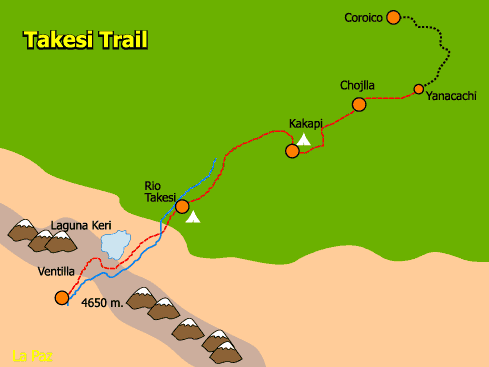 Takesi Trail
Coroico
Chojlla
Yanacachi
Kakapi
Rio
Takesi
Laguna Keri
Ventilla
4650 m.
La Paz